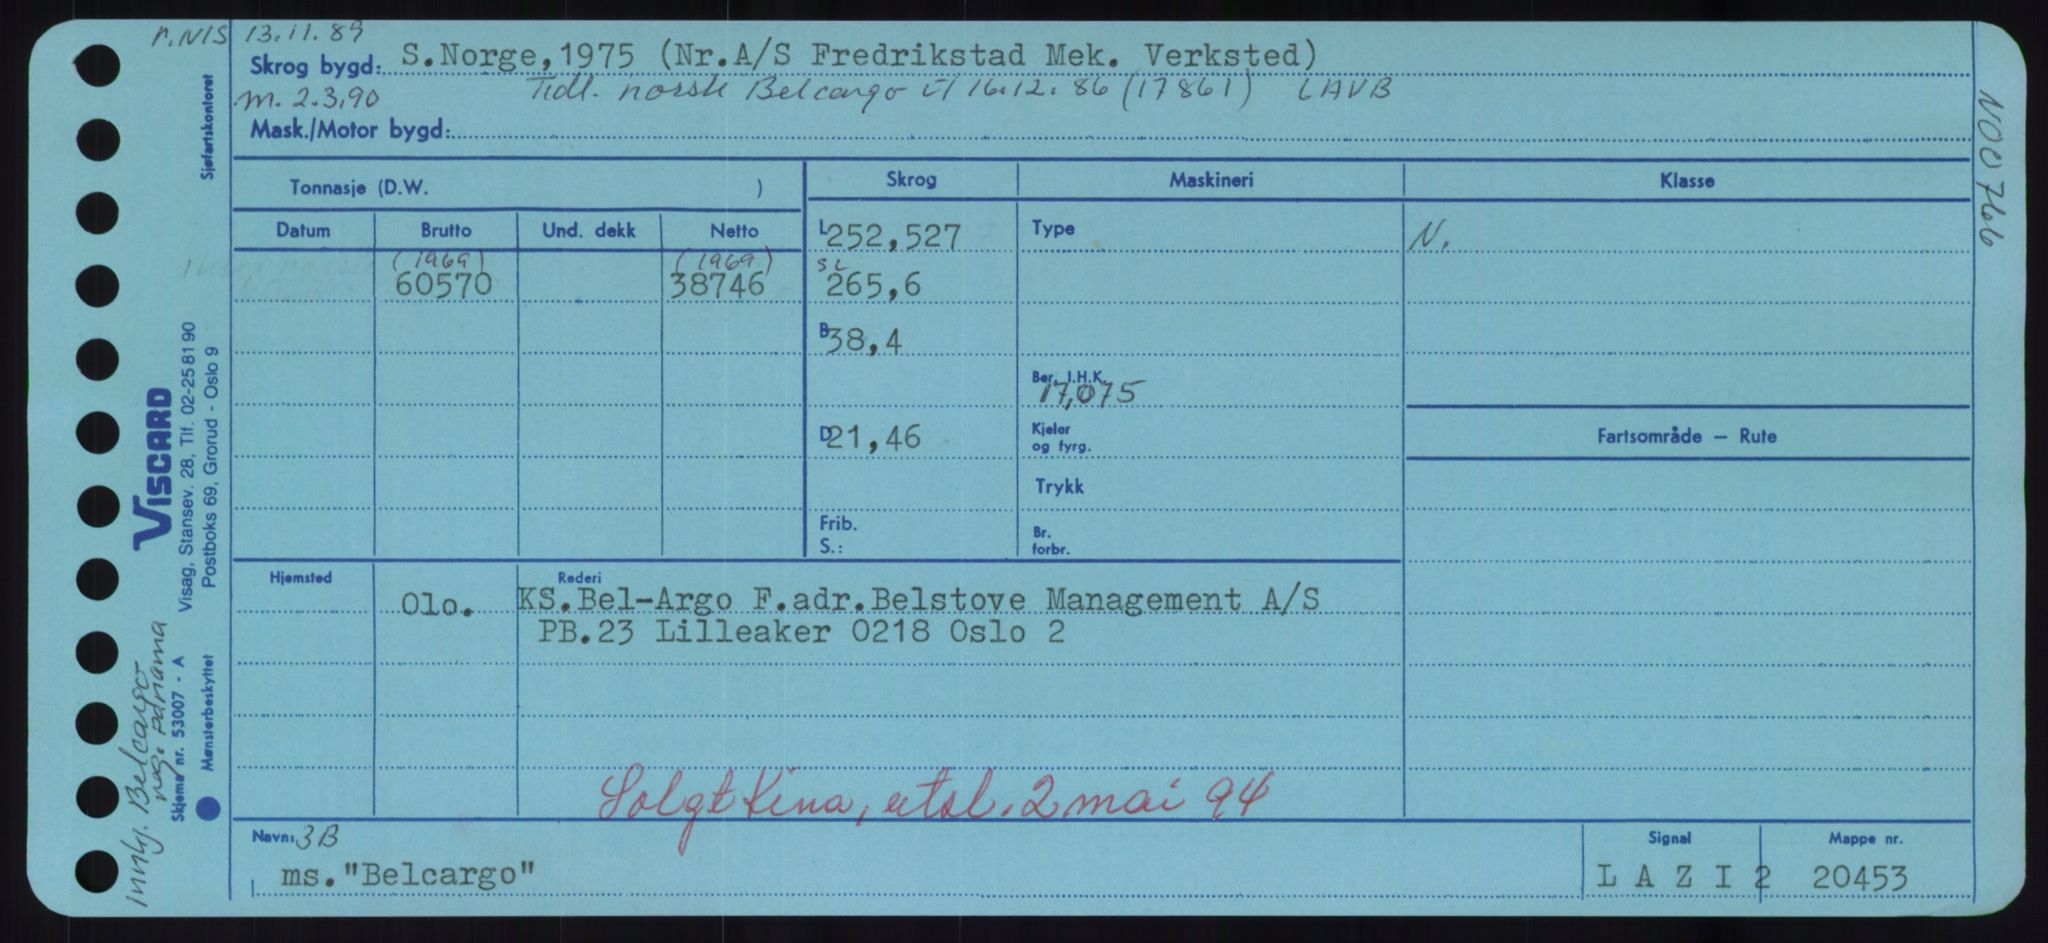 r.NIS 13.11.89
Skrog bygd: S.Norge,1975 (Nr.A/S Fredrikstad Mek. Verksted)
m. 2.3.90 Tidl. norsk Belcargo til 16.12.86 (17861) LAVB
Mask./Motor bygd:
NOO766
Sjøfartskontoret
Tonnasje (D.W. )
Skrog Maskineri Klasse
Datum Brutto Und. dekk Netto
L 252,527 Type N.
(1969) (1969)
60570 38746 SL 265,6
B 38,4
Ber. I.H.K. 17,075
D 21,46 Kjeler
og fyrg.
Fartsområde – Rute
Trykk
Frib.
S.:
Br.
forbr.
Hjemsted Rederi
Olo. KS.Bel-Argo F.adr.Belstove Management A/S
PB.23 Lilleaker 0218 Oslo 2
Solgt Kina, utsl. 2 mai 94
Navn: 3B Signal Mappe nr.
ms."Belcargo" L A Z I 2 20453
VISCARD
Visag, Stansev. 28, Tlf. 02-25 81 90
Postboks 69, Grorud - Oslo 9
Skjema nr. 53007 - A
Mønsterbeskyttet
Belcargo